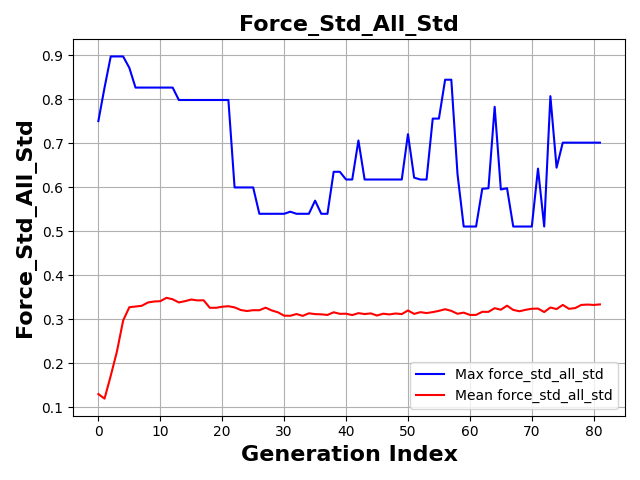 Force_Std_All_Std
Force_Std_All_Std
0.9
0.8
0.7
0.6
0.5
0.4
0.3
0.2
0.1
Max force_std_all_std
Mean force_std_all_std
0 10 20 30 40 50 60 70 80
Generation Index